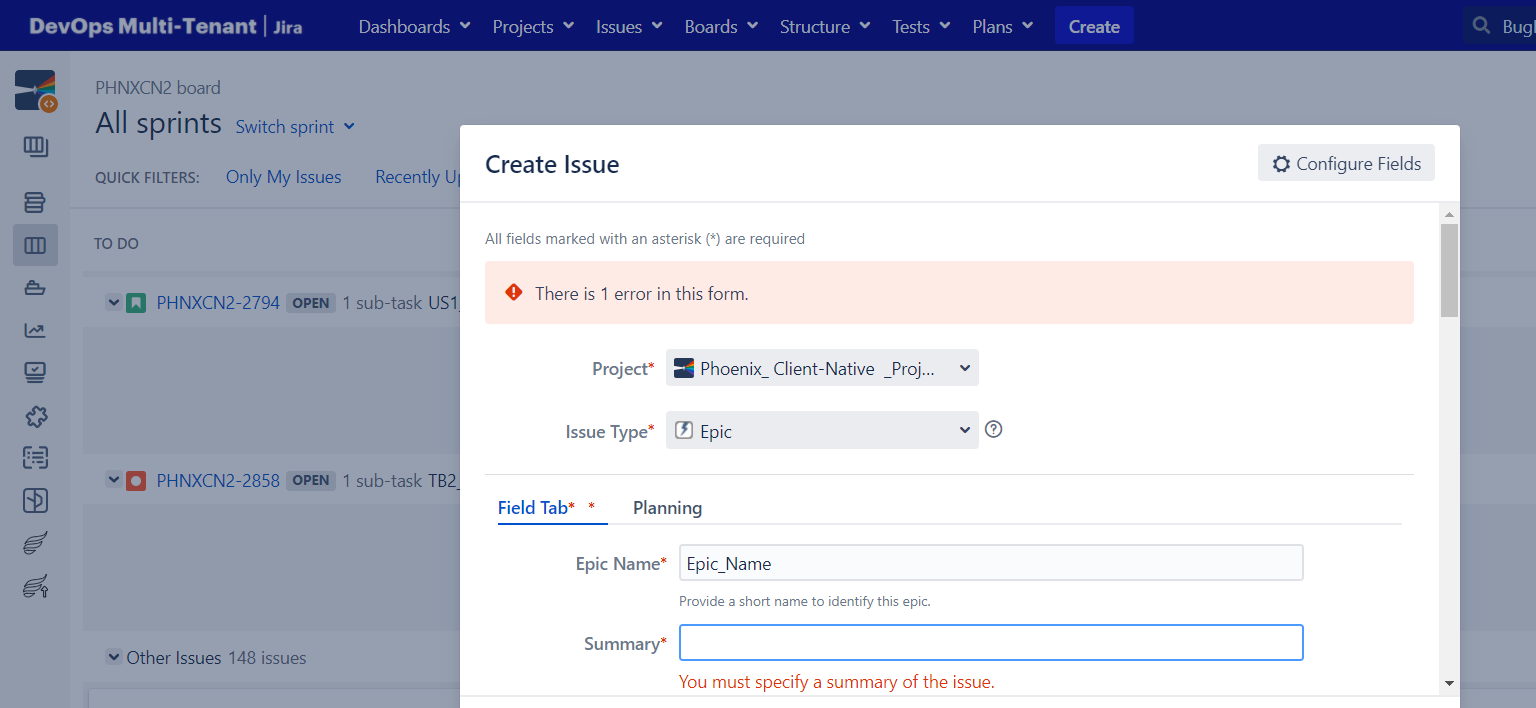 DevOps Multi-Tenant | Jira
Dashboards Projects Issues Boards Structure Tests Plans Create
PHNXCN2 board
All sprints Switch sprint
QUICK FILTERS: Only My Issues Recently
TO DO
PHNXCN2-2794 OPEN 1 sub-task US1
PHNXCN2-2858 OPEN 1 sub-task TB2_
Other Issues 148 issues
Create Issue
Configure Fields
All fields marked with an asterisk (*) are required
There is 1 error in this form.
Project* Phoenix_ Client-Native _Proj...
Issue Type* Epic
Field Tab* * Planning
Epic Name* Epic_Name
Provide a short name to identify this epic.
Summary*
You must specify a summary of the issue.